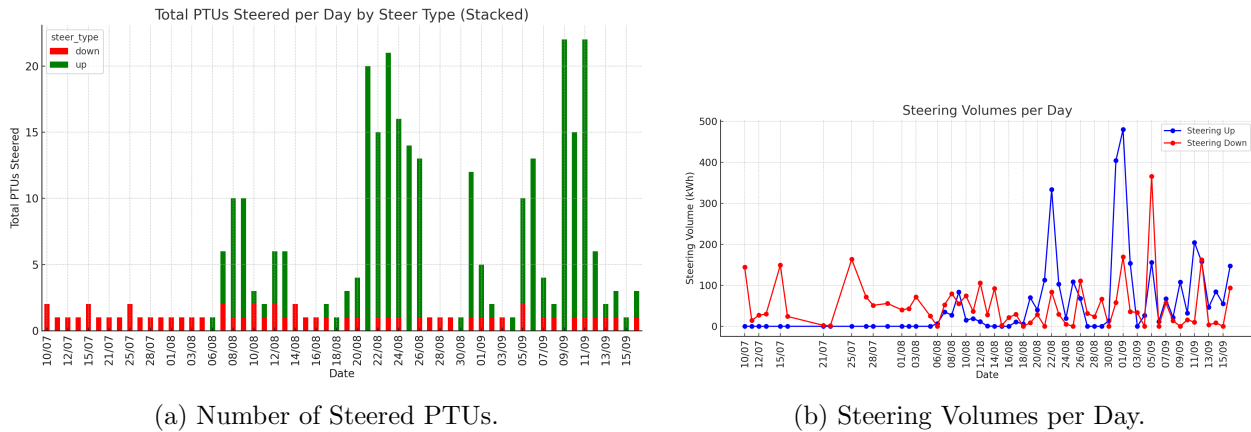 Total PTUs Steered per Day by Steer Type (Stacked)
steer_type
down
up
Total PTUs Steered
20
15
10
5
0
10/07 12/07 15/07 21/07 25/07 28/07 01/08 03/08 06/08 08/08 10/08 12/08 14/08 16/08 18/08 20/08 22/08 24/08 26/08 28/08 30/08 01/09 03/09 05/09 07/09 09/09 11/09 13/09 15/09
Date
(a) Number of Steered PTUs.
Steering Volumes per Day
Steering Up
Steering Down
Steering Volume (kWh)
500
400
300
200
100
0
10/07 12/07 15/07 21/07 25/07 28/07 01/08 03/08 06/08 08/08 10/08 12/08 14/08 16/08 18/08 20/08 22/08 24/08 26/08 28/08 30/08 01/09 03/09 05/09 07/09 09/09 11/09 13/09 15/09
Date
(b) Steering Volumes per Day.